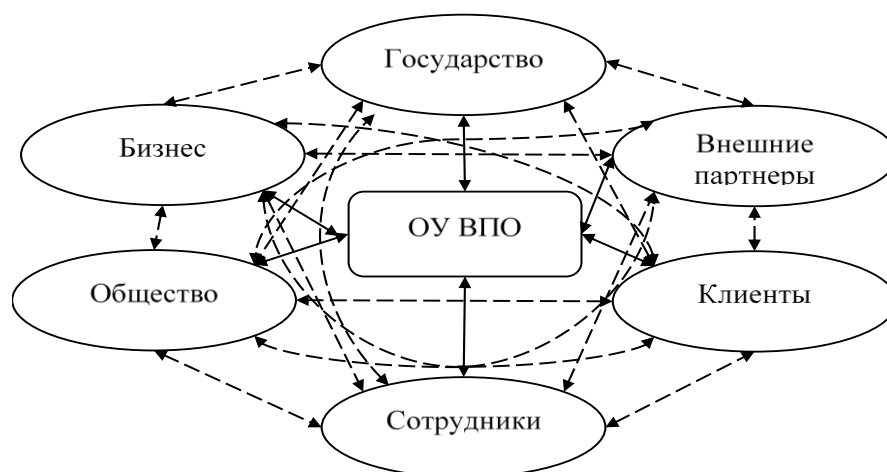 Государство
Бизнес
Внешние
партнеры
ОУ ВПО
Общество
Клиенты
Сотрудники